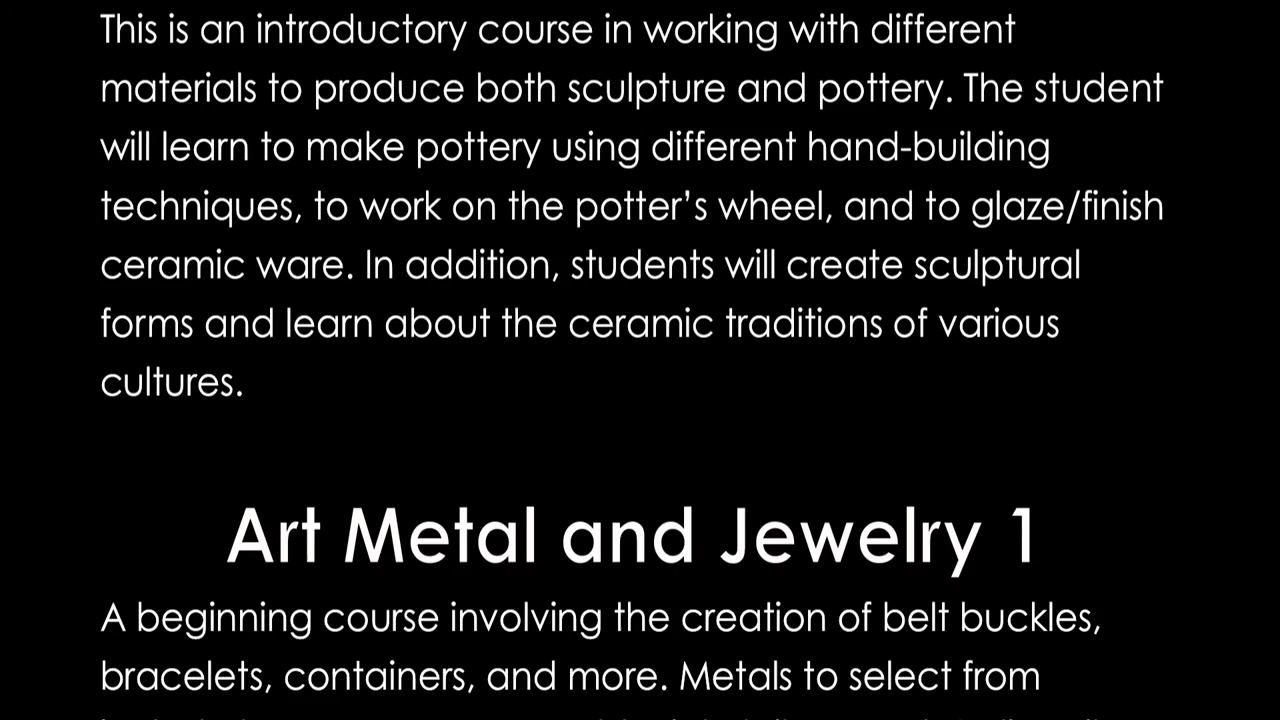 This is an introductory course in working with different
materials to produce both sculpture and pottery. The student
will learn to make pottery using different hand-building
techniques, to work on the potter's wheel, and to glaze/finish
ceramic ware. In addition, students will create sculptural
forms and learn about the ceramic traditions of various
cultures.
Art Metal and Jewelry 1
A beginning course involving the creation of belt buckles,
bracelets, containers, and more. Metals to select from